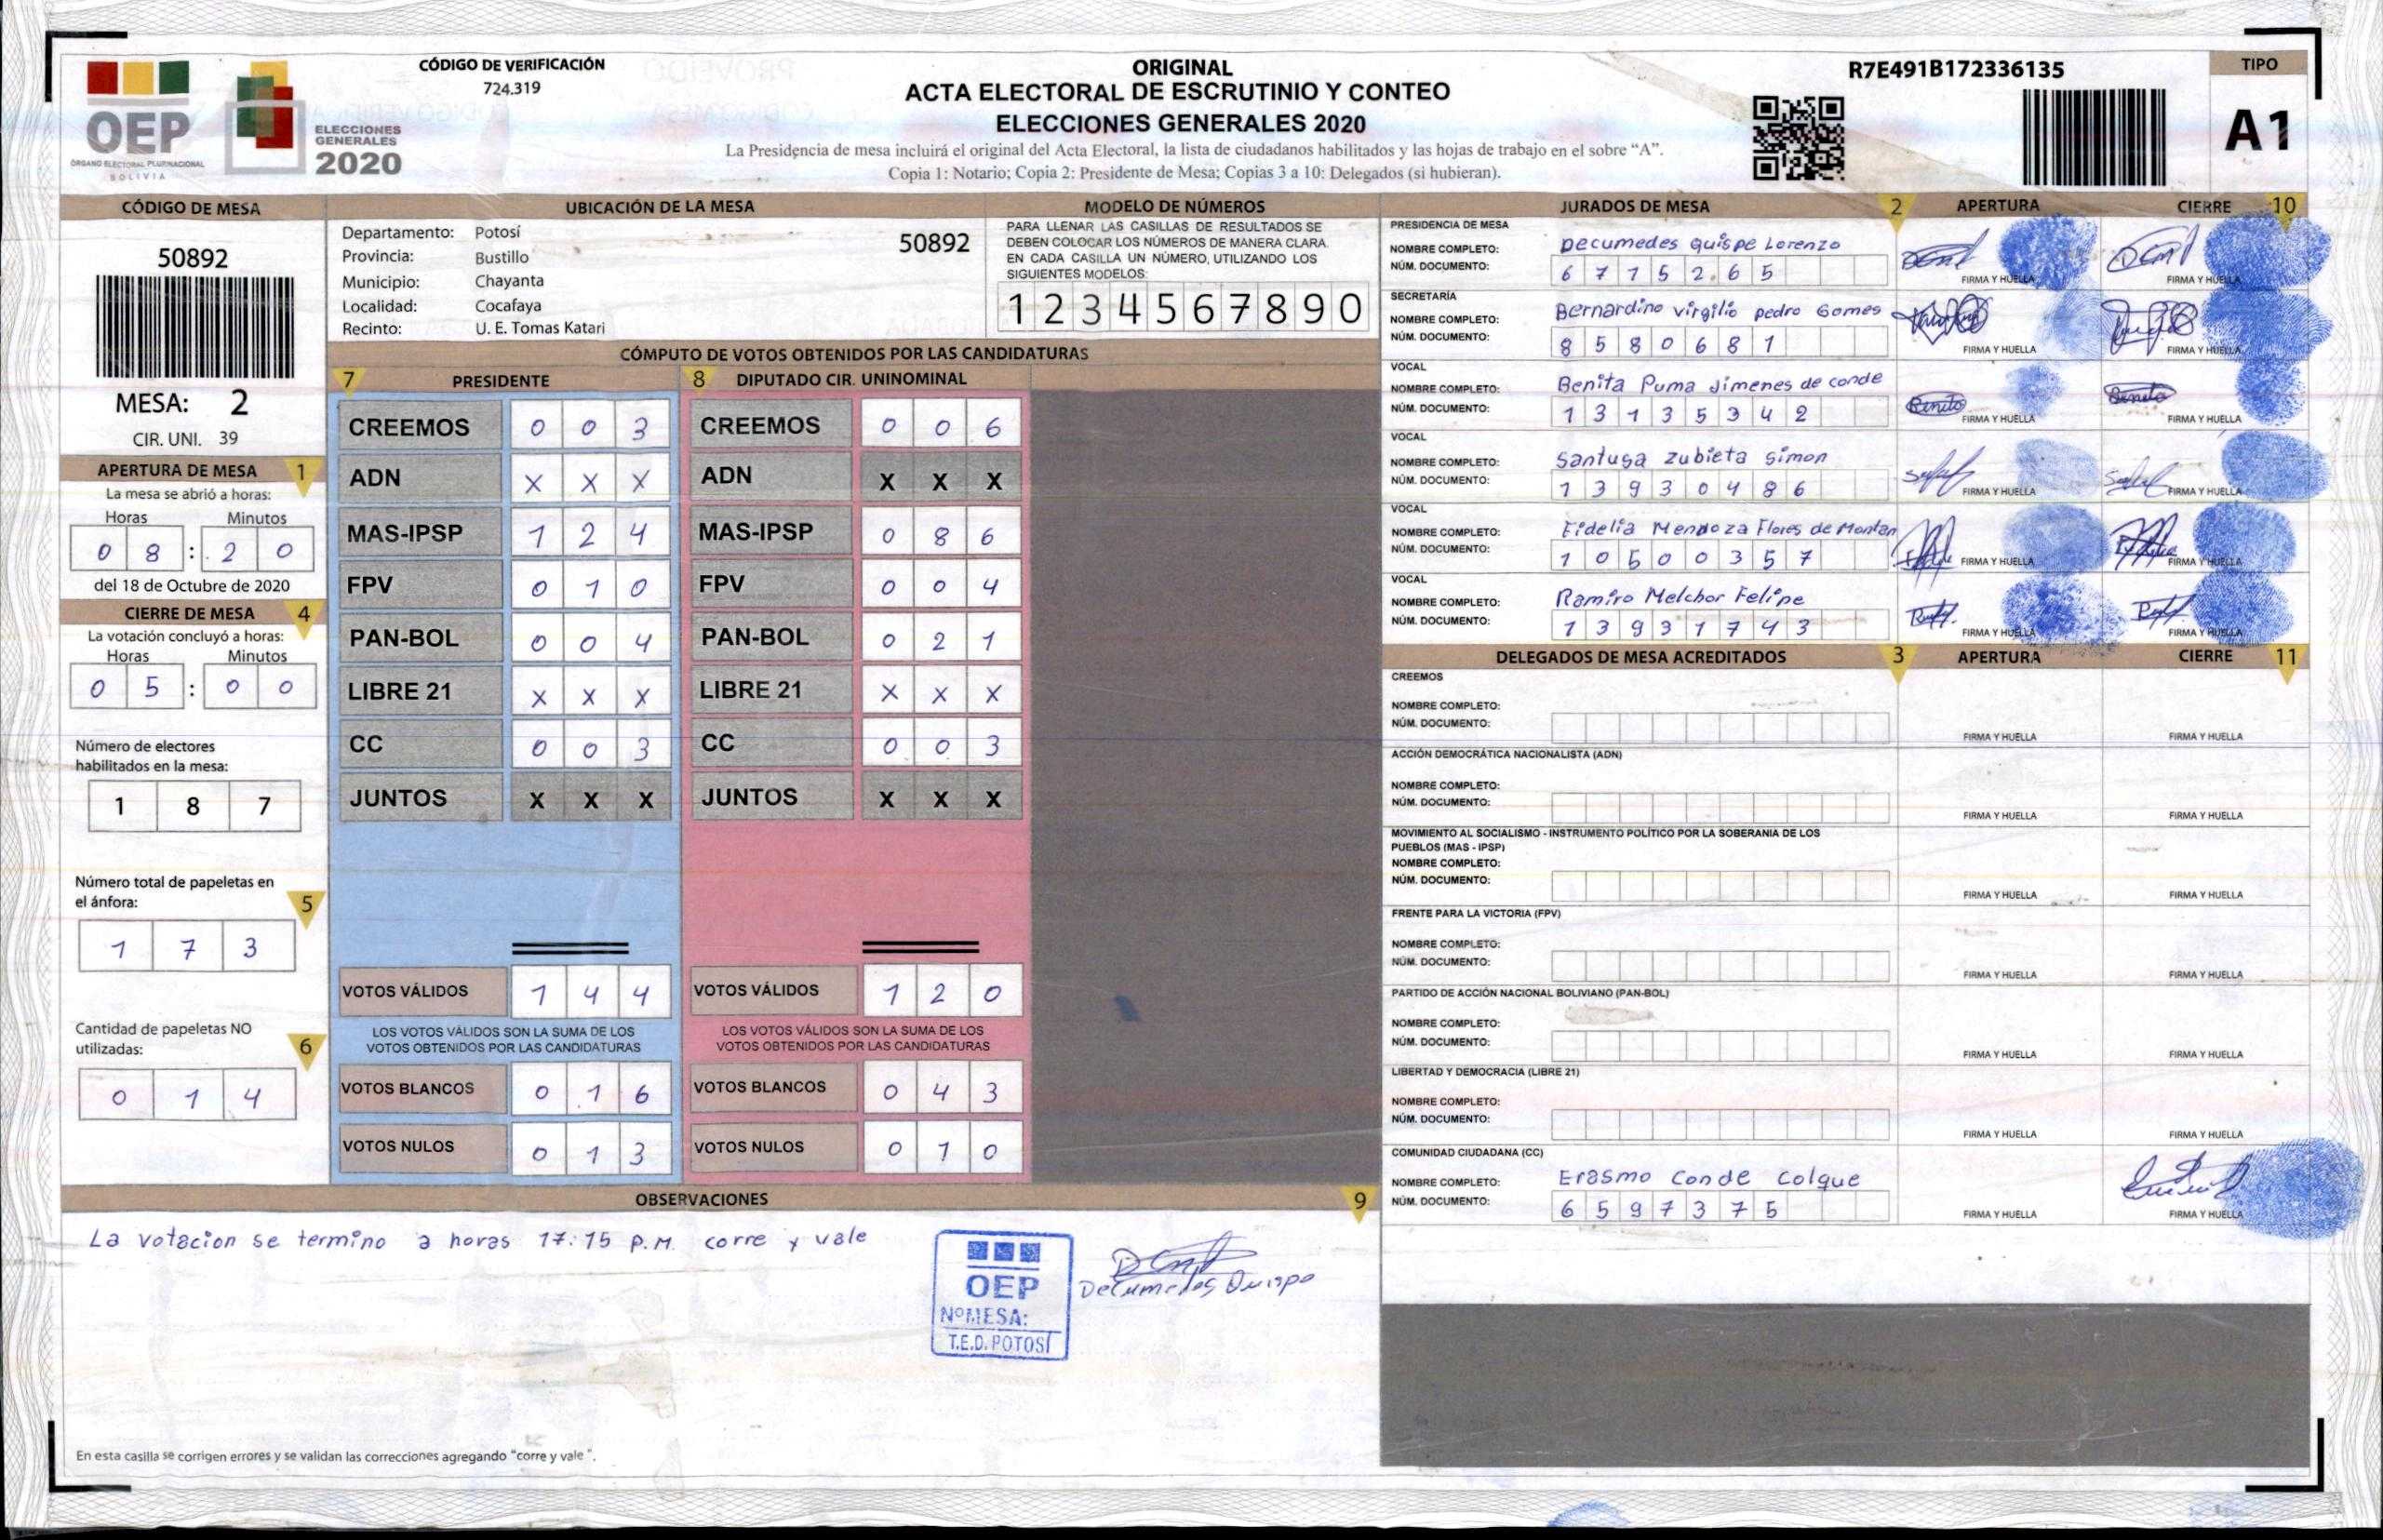 CÓDIGO DE VERIFICACIÓN
724.319
OEP
ÓRGANO ELECTORAL PLURINACIONAL
BOLIVIA
ELECCIONES
GENERALES
2020
ORIGINAL
ACTA ELECTORAL DE ESCRUTINIO Y CONTEO
ELECCIONES GENERALES 2020
La Presidencia de mesa incluirá el original del Acta Electoral, la lista de ciudadanos habilitados y las hojas de trabajo en el sobre “A”.
Copia 1: Notario; Copia 2: Presidente de Mesa; Copias 3 a 10: Delegados (si hubieran).
R7E491B172336135
TIPO
A1
CÓDIGO DE MESA
50892
MESA: 2
CIR. UNI. 39
APERTURA DE MESA 1
La mesa se abrió a horas:
Horas Minutos
0 8 : 2 0
del 18 de Octubre de 2020
CIERRE DE MESA 4
La votación concluyó a horas:
Horas Minutos
0 5 : 0 0
Número de electores
habilitados en la mesa:
1 8 7
Número total de papeletas en
el ánfora: 5
1 7 3
Cantidad de papeletas NO
utilizadas: 6
0 1 4
UBICACIÓN DE LA MESA
Departamento: Potosí 50892
Provincia: Bustillo
Municipio: Chayanta
Localidad: Cocafaya
Recinto: U. E. Tomas Katari
MODELO DE NÚMEROS
PARA LLENAR LAS CASILLAS DE RESULTADOS SE
DEBEN COLOCAR LOS NÚMEROS DE MANERA CLARA.
EN CADA CASILLA UN NÚMERO, UTILIZANDO LOS
SIGUIENTES MODELOS:
1 2 3 4 5 6 7 8 9 0
CÓMPUTO DE VOTOS OBTENIDOS POR LAS CANDIDATURAS
7 PRESIDENTE
CREEMOS 0 0 3
ADN X X X
MAS-IPSP 1 2 4
FPV 0 1 0
PAN-BOL 0 0 4
LIBRE 21 X X X
CC 0 0 3
JUNTOS X X X
VOTOS VÁLIDOS 1 4 4
LOS VOTOS VÁLIDOS SON LA SUMA DE LOS
VOTOS OBTENIDOS POR LAS CANDIDATURAS
VOTOS BLANCOS 0 1 6
VOTOS NULOS 0 1 3
8 DIPUTADO CIR. UNINOMINAL
CREEMOS 0 0 6
ADN X X X
MAS-IPSP 0 8 6
FPV 0 0 4
PAN-BOL 0 2 1
LIBRE 21 X X X
CC 0 0 3
JUNTOS X X X
VOTOS VÁLIDOS 1 2 0
LOS VOTOS VÁLIDOS SON LA SUMA DE LOS
VOTOS OBTENIDOS POR LAS CANDIDATURAS
VOTOS BLANCOS 0 4 3
VOTOS NULOS 0 1 0
OBSERVACIONES 9
La votacion se termino a horas 17:15 P.M. corre y vale
OEP
NºMESA:
T.E.D. POTOSÍ
Decumedes Quispe
En esta casilla se corrigen errores y se validan las correcciones agregando “corre y vale ”.
JURADOS DE MESA 2 APERTURA CIERRE 10
PRESIDENCIA DE MESA
NOMBRE COMPLETO: Decumedes Quispe Lorenzo
NÚM. DOCUMENTO: 6 7 1 5 2 6 5
FIRMA Y HUELLA FIRMA Y HUELLA
SECRETARÍA
NOMBRE COMPLETO: Bernardino virgilio pedro Gomes
NÚM. DOCUMENTO: 8 5 8 0 6 8 1
FIRMA Y HUELLA FIRMA Y HUELLA
VOCAL
NOMBRE COMPLETO: Benita Puma Jimenes de conde
NÚM. DOCUMENTO: 1 3 1 3 5 3 4 2
FIRMA Y HUELLA FIRMA Y HUELLA
VOCAL
NOMBRE COMPLETO: Santusa zubieta simon
NÚM. DOCUMENTO: 1 3 9 3 0 4 8 6
FIRMA Y HUELLA FIRMA Y HUELLA
VOCAL
NOMBRE COMPLETO: Fidelia Mendoza Flores de Montan
NÚM. DOCUMENTO: 1 0 5 0 0 3 5 7
FIRMA Y HUELLA FIRMA Y HUELLA
VOCAL
NOMBRE COMPLETO: Ramiro Melchor Felipe
NÚM. DOCUMENTO: 1 3 9 3 1 7 4 3
FIRMA Y HUELLA FIRMA Y HUELLA
DELEGADOS DE MESA ACREDITADOS 3 APERTURA CIERRE 11
CREEMOS
NOMBRE COMPLETO:
NÚM. DOCUMENTO:
FIRMA Y HUELLA FIRMA Y HUELLA
ACCIÓN DEMOCRÁTICA NACIONALISTA (ADN)
NOMBRE COMPLETO:
NÚM. DOCUMENTO:
FIRMA Y HUELLA FIRMA Y HUELLA
MOVIMIENTO AL SOCIALISMO - INSTRUMENTO POLÍTICO POR LA SOBERANIA DE LOS
PUEBLOS (MAS - IPSP)
NOMBRE COMPLETO:
NÚM. DOCUMENTO:
FIRMA Y HUELLA FIRMA Y HUELLA
FRENTE PARA LA VICTORIA (FPV)
NOMBRE COMPLETO:
NÚM. DOCUMENTO:
FIRMA Y HUELLA FIRMA Y HUELLA
PARTIDO DE ACCIÓN NACIONAL BOLIVIANO (PAN-BOL)
NOMBRE COMPLETO:
NÚM. DOCUMENTO:
FIRMA Y HUELLA FIRMA Y HUELLA
LIBERTAD Y DEMOCRACIA (LIBRE 21)
NOMBRE COMPLETO:
NÚM. DOCUMENTO:
FIRMA Y HUELLA FIRMA Y HUELLA
COMUNIDAD CIUDADANA (CC)
NOMBRE COMPLETO: Erasmo Conde Colque
NÚM. DOCUMENTO: 6 5 9 7 3 7 5
FIRMA Y HUELLA FIRMA Y HUELLA